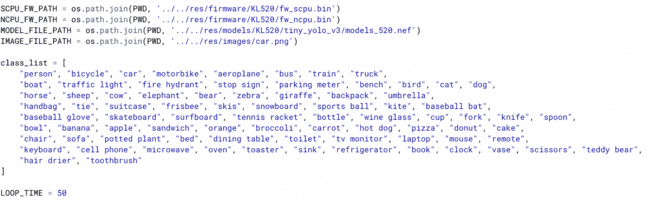 SCPU_FW_PATH = os.path.join(PWD, '../../res/firmware/KL520/fw_scpu.bin')
NCPU_FW_PATH = os.path.join(PWD, '../../res/firmware/KL520/fw_ncpu.bin')
MODEL_FILE_PATH = os.path.join(PWD, '../../res/models/KL520/tiny_yolo_v3/models_520.nef')
IMAGE_FILE_PATH = os.path.join(PWD, '../../res/images/car.png')
class_list = [
"person", "bicycle", "car", "motorbike", "aeroplane", "bus", "train", "truck",
"boat", "traffic light", "fire hydrant", "stop sign", "parking meter", "bench", "bird", "cat", "dog",
"horse", "sheep", "cow", "elephant", "bear", "zebra", "giraffe", "backpack", "umbrella",
"handbag", "tie", "suitcase", "frisbee", "skis", "snowboard", "sports ball", "kite", "baseball bat",
"baseball glove", "skateboard", "surfboard", "tennis racket", "bottle", "wine glass", "cup", "fork", "knife", "spoon",
"bowl", "banana", "apple", "sandwich", "orange", "broccoli", "carrot", "hot dog", "pizza", "donut", "cake",
"chair", "sofa", "potted plant", "bed", "dining table", "toilet", "tv monitor", "laptop", "mouse", "remote",
"keyboard", "cell phone", "microwave", "oven", "toaster", "sink", "refrigerator", "book", "clock", "vase", "scissors", "teddy bear",
"hair drier", "toothbrush"
]
LOOP_TIME = 50